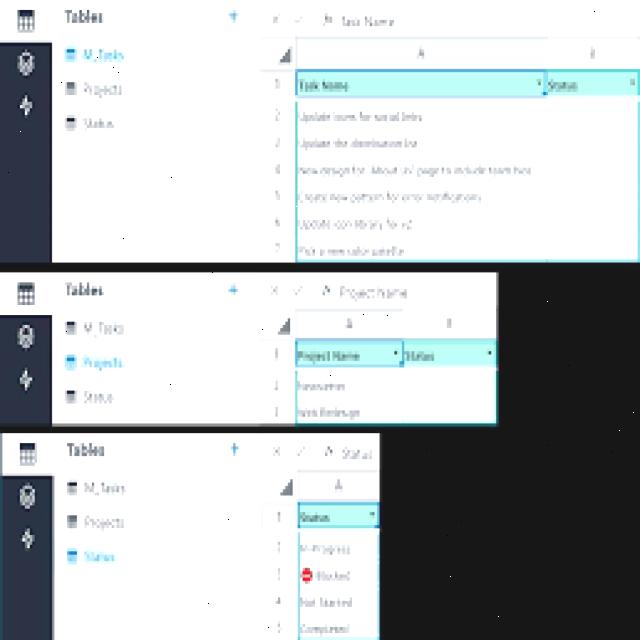 Tables +
× ✓ fx Task Name
M_Tasks
Projects
Status
A B
1 Task Name Status
2 Update icons for social links
3 Update the distribution list
4 New design for 'About Us' page to include team bios
5 Create new pattern for error notifications
6 Update icon library for v2
7 Pick a new color palette
Tables +
× ✓ fx Project Name
M_Tasks
Projects
Status
A B
1 Project Name Status
2 Newsletter
3 Web Redesign
Tables +
× ✓ fx Status
M_Tasks
Projects
Status
A
1 Status
2 In Progress
3 Blocked
4 Not Started
5 Completed